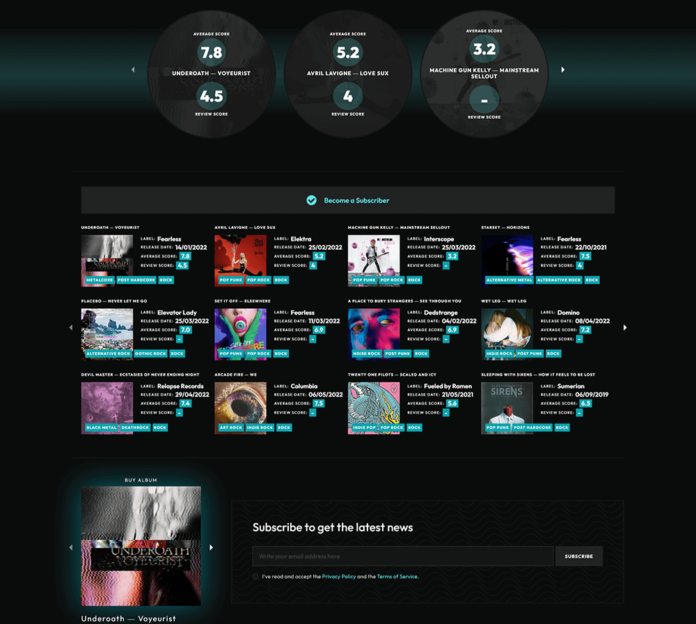 AVERAGE SCORE
7.8
UNDEROATH — VOYEURIST
4.5
REVIEW SCORE
AVERAGE SCORE
5.2
AVRIL LAVIGNE — LOVE SUX
4
REVIEW SCORE
AVERAGE SCORE
3.2
MACHINE GUN KELLY — MAINSTREAM
SELLOUT
-
REVIEW SCORE
Become a Subscriber
UNDEROATH — VOYEURIST
LABEL: Fearless
RELEASE DATE: 14/01/2022
AVERAGE SCORE: 7.8
REVIEW SCORE: 4.5
METALCORE POST HARDCORE ROCK
AVRIL LAVIGNE — LOVE SUX
LABEL: Elektra
RELEASE DATE: 25/02/2022
AVERAGE SCORE: 5.2
REVIEW SCORE: 4
POP PUNK POP ROCK ROCK
MACHINE GUN KELLY — MAINSTREAM SELLOUT
LABEL: Interscope
RELEASE DATE: 25/03/2022
AVERAGE SCORE: 3.2
REVIEW SCORE: -
POP PUNK POP ROCK ROCK
STARSET — HORIZONS
LABEL: Fearless
RELEASE DATE: 22/10/2021
AVERAGE SCORE: 7.5
REVIEW SCORE: 4
ALTERNATIVE METAL ALTERNATIVE ROCK ROCK
PLACEBO — NEVER LET ME GO
LABEL: Elevator Lady
RELEASE DATE: 25/03/2022
AVERAGE SCORE: 7.0
REVIEW SCORE: -
ALTERNATIVE ROCK GOTHIC ROCK ROCK
SET IT OFF — ELSEWHERE
LABEL: Fearless
RELEASE DATE: 11/03/2022
AVERAGE SCORE: 6.9
REVIEW SCORE: -
POP PUNK POP ROCK ROCK
A PLACE TO BURY STRANGERS — SEE THROUGH YOU
LABEL: Dedstrange
RELEASE DATE: 04/02/2022
AVERAGE SCORE: 6.9
REVIEW SCORE: -
NOISE ROCK POST PUNK ROCK
WET LEG — WET LEG
LABEL: Domino
RELEASE DATE: 08/04/2022
AVERAGE SCORE: 7.2
REVIEW SCORE: -
INDIE ROCK POST PUNK ROCK
DEVIL MASTER — ECSTASIES OF NEVER ENDING NIGHT
LABEL: Relapse Records
RELEASE DATE: 29/04/2022
AVERAGE SCORE: 7.4
REVIEW SCORE: -
BLACK METAL DEATHROCK ROCK
ARCADE FIRE — WE
LABEL: Columbia
RELEASE DATE: 06/05/2022
AVERAGE SCORE: 7.5
REVIEW SCORE: -
ART ROCK INDIE ROCK ROCK
TWENTY ONE PILOTS — SCALED AND ICY
LABEL: Fueled by Ramen
RELEASE DATE: 21/05/2021
AVERAGE SCORE: 5.6
REVIEW SCORE: -
INDIE POP POP ROCK ROCK
SLEEPING WITH SIRENS — HOW IT FEELS TO BE LOST
SIRENS
LABEL: Sumerian
RELEASE DATE: 06/09/2019
AVERAGE SCORE: 6.5
REVIEW SCORE: -
POP PUNK POST HARDCORE ROCK
BUY ALBUM
UNDEROATH
VOYEURIST
Underoath — Voyeurist
Subscribe to get the latest news
Write your email address here
SUBSCRIBE
I've read and accept the Privacy Policy and the Terms of Service.